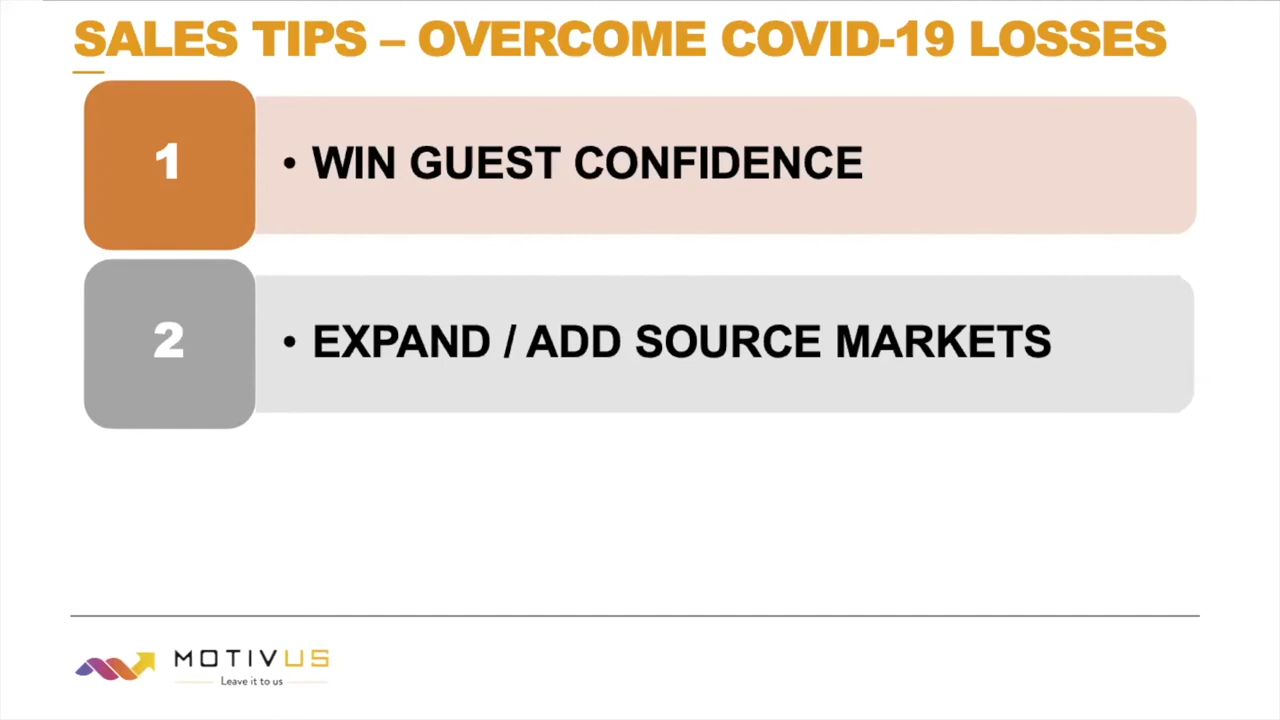 SALES TIPS – OVERCOME COVID-19 LOSSES
1
• WIN GUEST CONFIDENCE
2
• EXPAND / ADD SOURCE MARKETS
MOTIVUS
Leave it to us